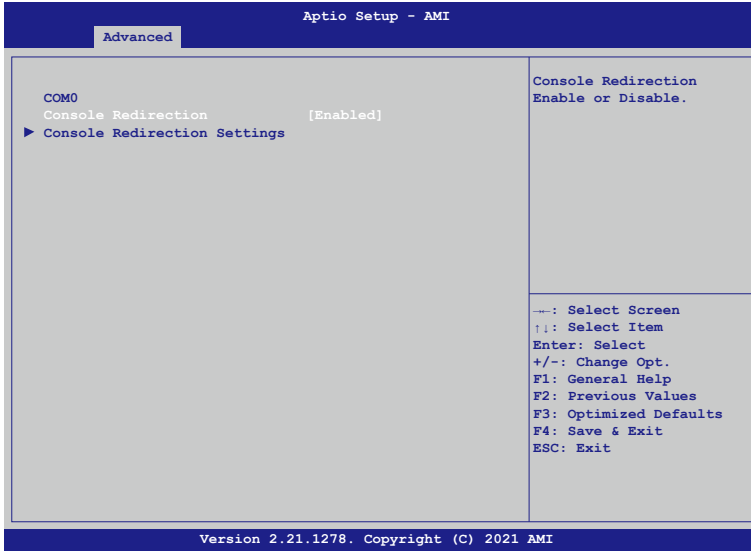 Aptio Setup - AMI
Advanced
COM0
Console Redirection [Enabled]
▶ Console Redirection Settings
Console Redirection
Enable or Disable.
→←: Select Screen
↑↓: Select Item
Enter: Select
+/-: Change Opt.
F1: General Help
F2: Previous Values
F3: Optimized Defaults
F4: Save & Exit
ESC: Exit
Version 2.21.1278. Copyright (C) 2021 AMI